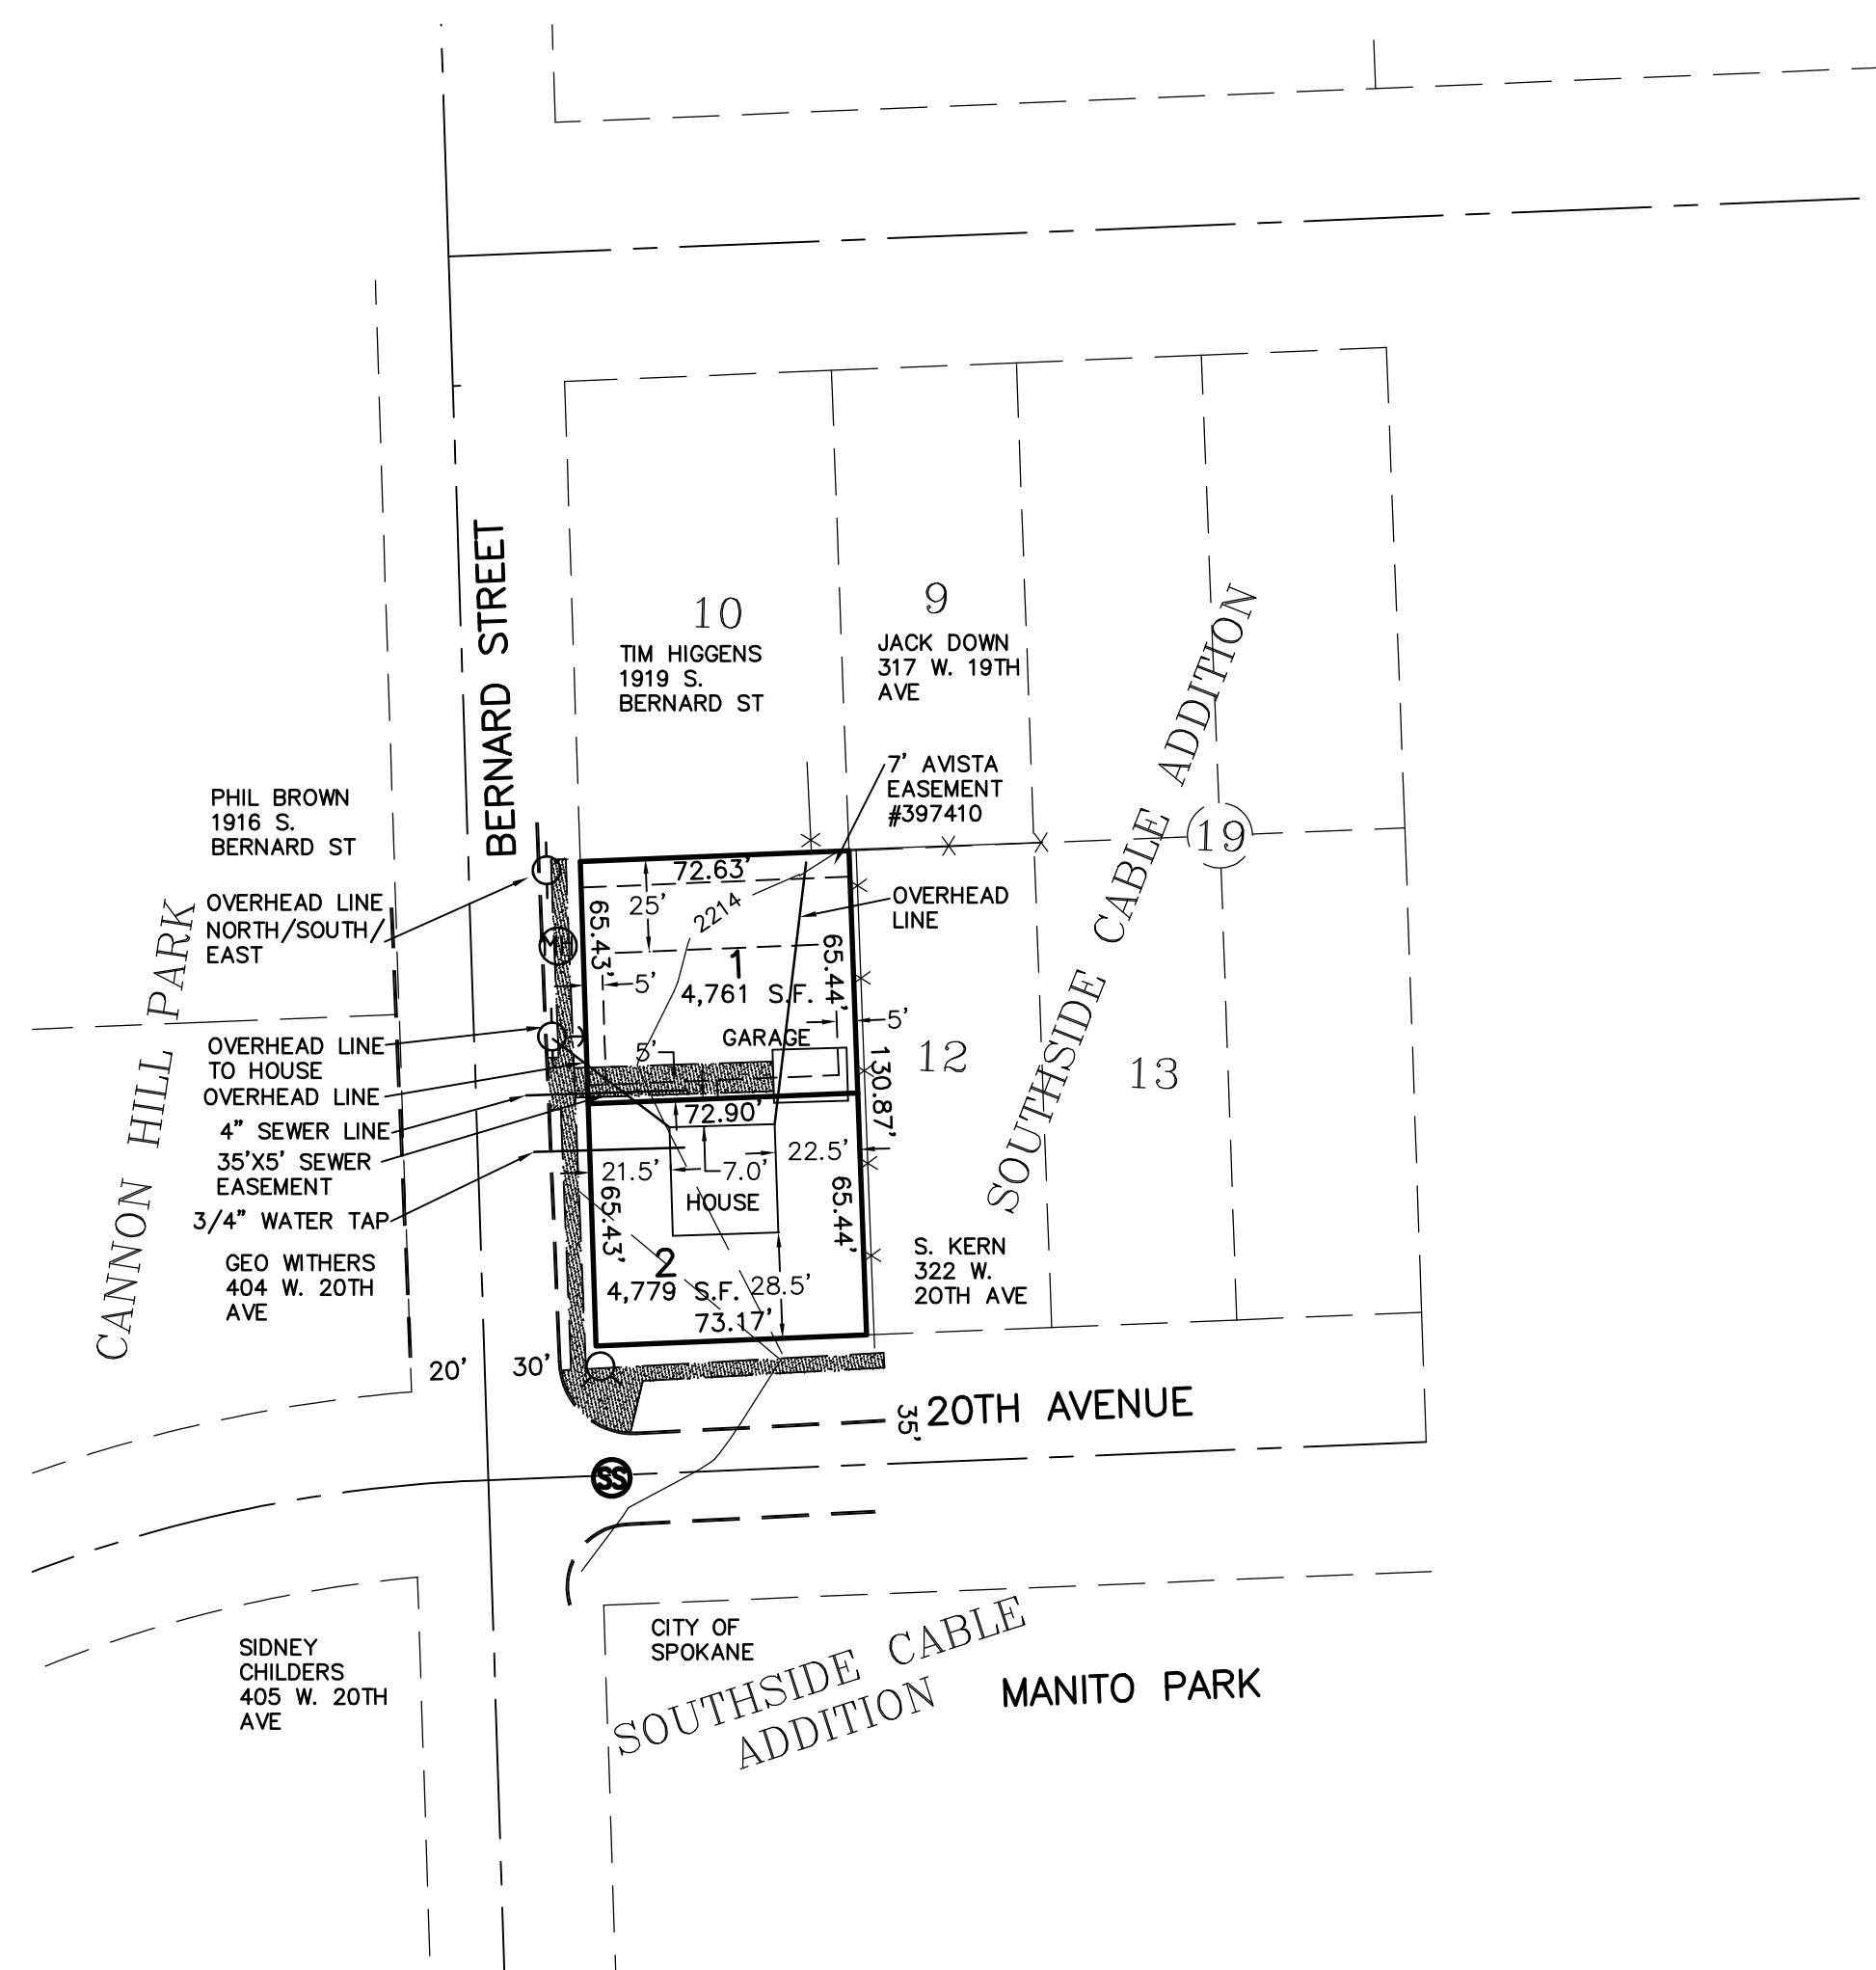 BERNARD STREET
10
TIM HIGGENS
1919 S.
BERNARD ST
9
JACK DOWN
317 W. 19TH
AVE
SOUTHSIDE CABLE ADDITION
19
7' AVISTA
EASEMENT
#397410
PHIL BROWN
1916 S.
BERNARD ST
OVERHEAD LINE
NORTH/SOUTH/
EAST
CANNON HILL PARK
72.63'
25'
2214
OVERHEAD
LINE
65.43'
65.44'
MH
1
4,761 S.F.
5'
5'
GARAGE
5'
130.87'
12
13
OVERHEAD LINE
TO HOUSE
OVERHEAD LINE
4" SEWER LINE
35'X5' SEWER
EASEMENT
3/4" WATER TAP
72.90'
21.5'
7.0'
22.5'
HOUSE
65.43'
65.44'
2
4,779 S.F.
28.5'
73.17'
GEO WITHERS
404 W. 20TH
AVE
S. KERN
322 W.
20TH AVE
20'
30'
35'
20TH AVENUE
SS
SIDNEY
CHILDERS
405 W. 20TH
AVE
CITY OF
SPOKANE
SOUTHSIDE CABLE
ADDITION
MANITO PARK